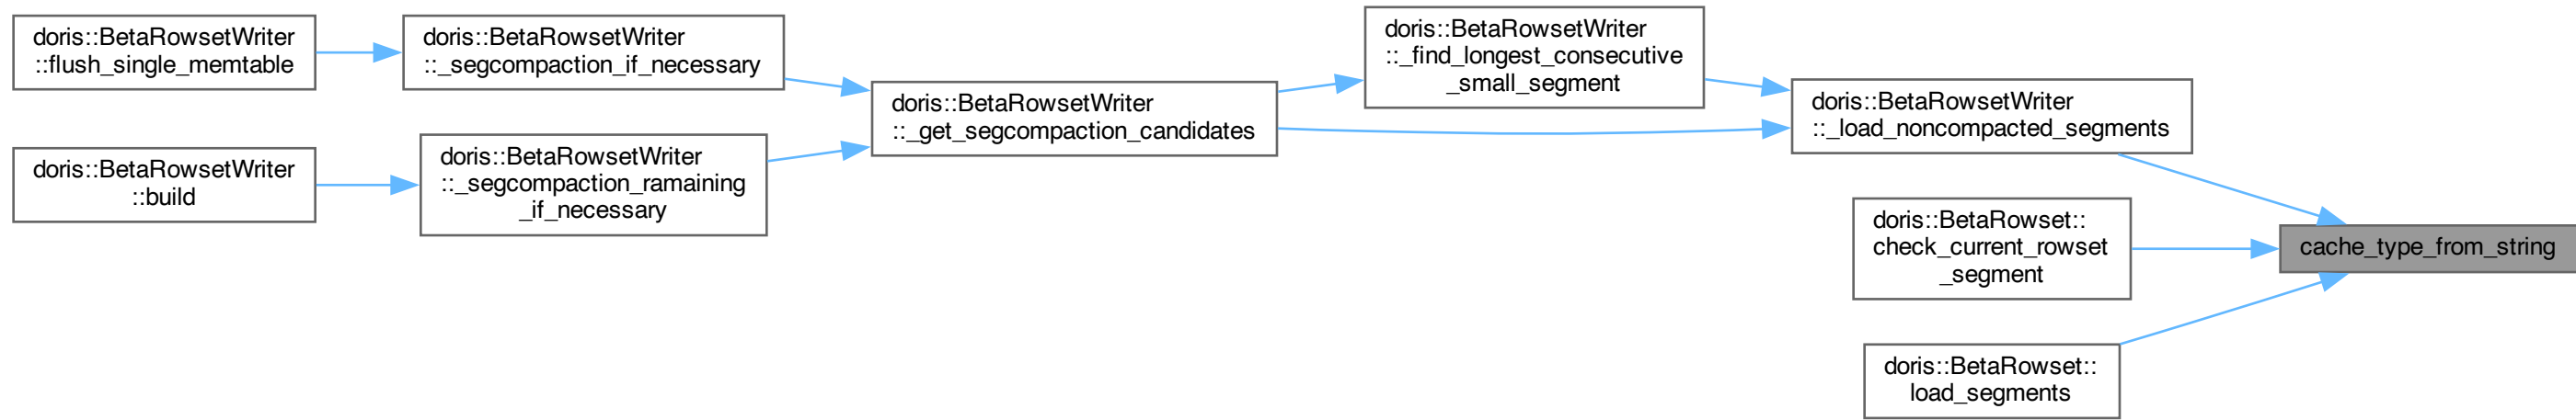 doris::BetaRowsetWriter
::flush_single_memtable
doris::BetaRowsetWriter
::build
doris::BetaRowsetWriter
::_segcompaction_if_necessary
doris::BetaRowsetWriter
::_segcompaction_ramaining
_if_necessary
doris::BetaRowsetWriter
::_get_segcompaction_candidates
doris::BetaRowsetWriter
::_find_longest_consecutive
_small_segment
doris::BetaRowsetWriter
::_load_noncompacted_segments
doris::BetaRowset::
check_current_rowset
_segment
doris::BetaRowset::
load_segments
cache_type_from_string